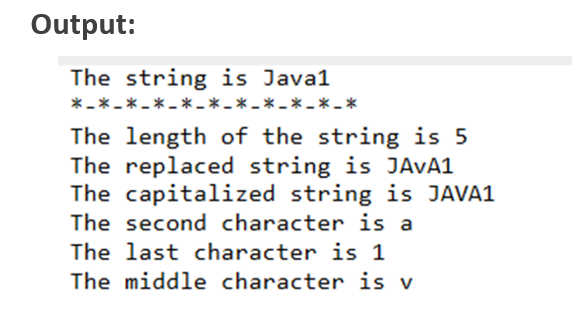 Output:
The string is Java1
*-*-*-*-*-*-*-*-*-*-*
The length of the string is 5
The replaced string is JAvA1
The capitalized string is JAVA1
The second character is a
The last character is 1
The middle character is v